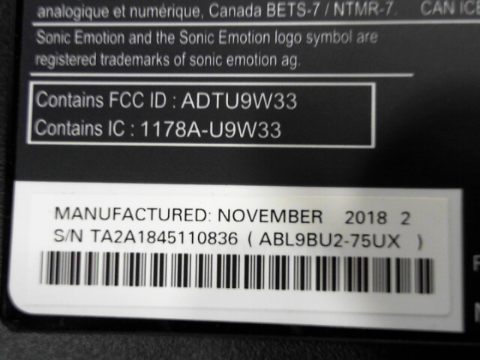 analogique et numérique, Canada BETS-7 / NTMR-7. CAN ICE
Sonic Emotion and the Sonic Emotion logo symbol are
registered trademarks of sonic emotion ag.
Contains FCC ID : ADTU9W33
Contains IC : 1178A-U9W33
MANUFACTURED: NOVEMBER 2018 2
S/N TA2A1845110836 ( ABL9BU2-75UX )